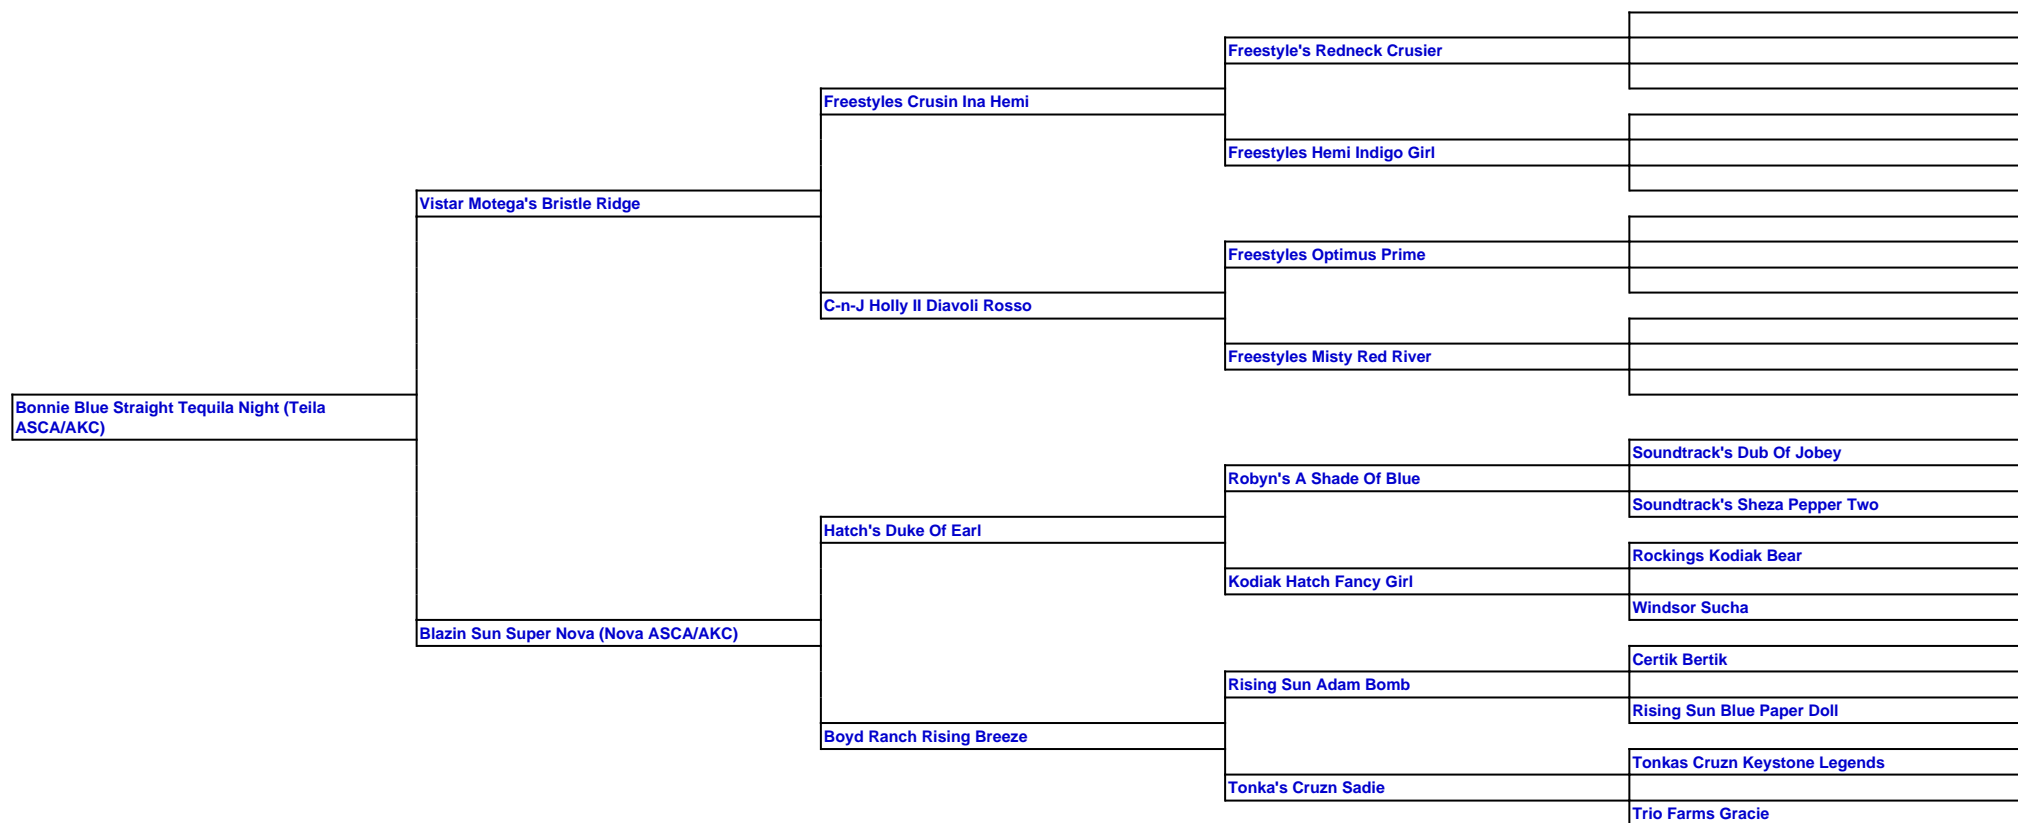 Freestyle's Redneck Crusier
Freestyles Crusin Ina Hemi
Freestyles Hemi Indigo Girl
Vistar Motega's Bristle Ridge
Freestyles Optimus Prime
C-n-J Holly II Diavoli Rosso
Freestyles Misty Red River
Bonnie Blue Straight Tequila Night (Teila
ASCA/AKC)
Soundtrack's Dub Of Jobey
Robyn's A Shade Of Blue
Soundtrack's Sheza Pepper Two
Hatch's Duke Of Earl
Rockings Kodiak Bear
Kodiak Hatch Fancy Girl
Windsor Sucha
Blazin Sun Super Nova (Nova ASCA/AKC)
Certik Bertik
Rising Sun Adam Bomb
Rising Sun Blue Paper Doll
Boyd Ranch Rising Breeze
Tonkas Cruzn Keystone Legends
Tonka's Cruzn Sadie
Trio Farms Gracie